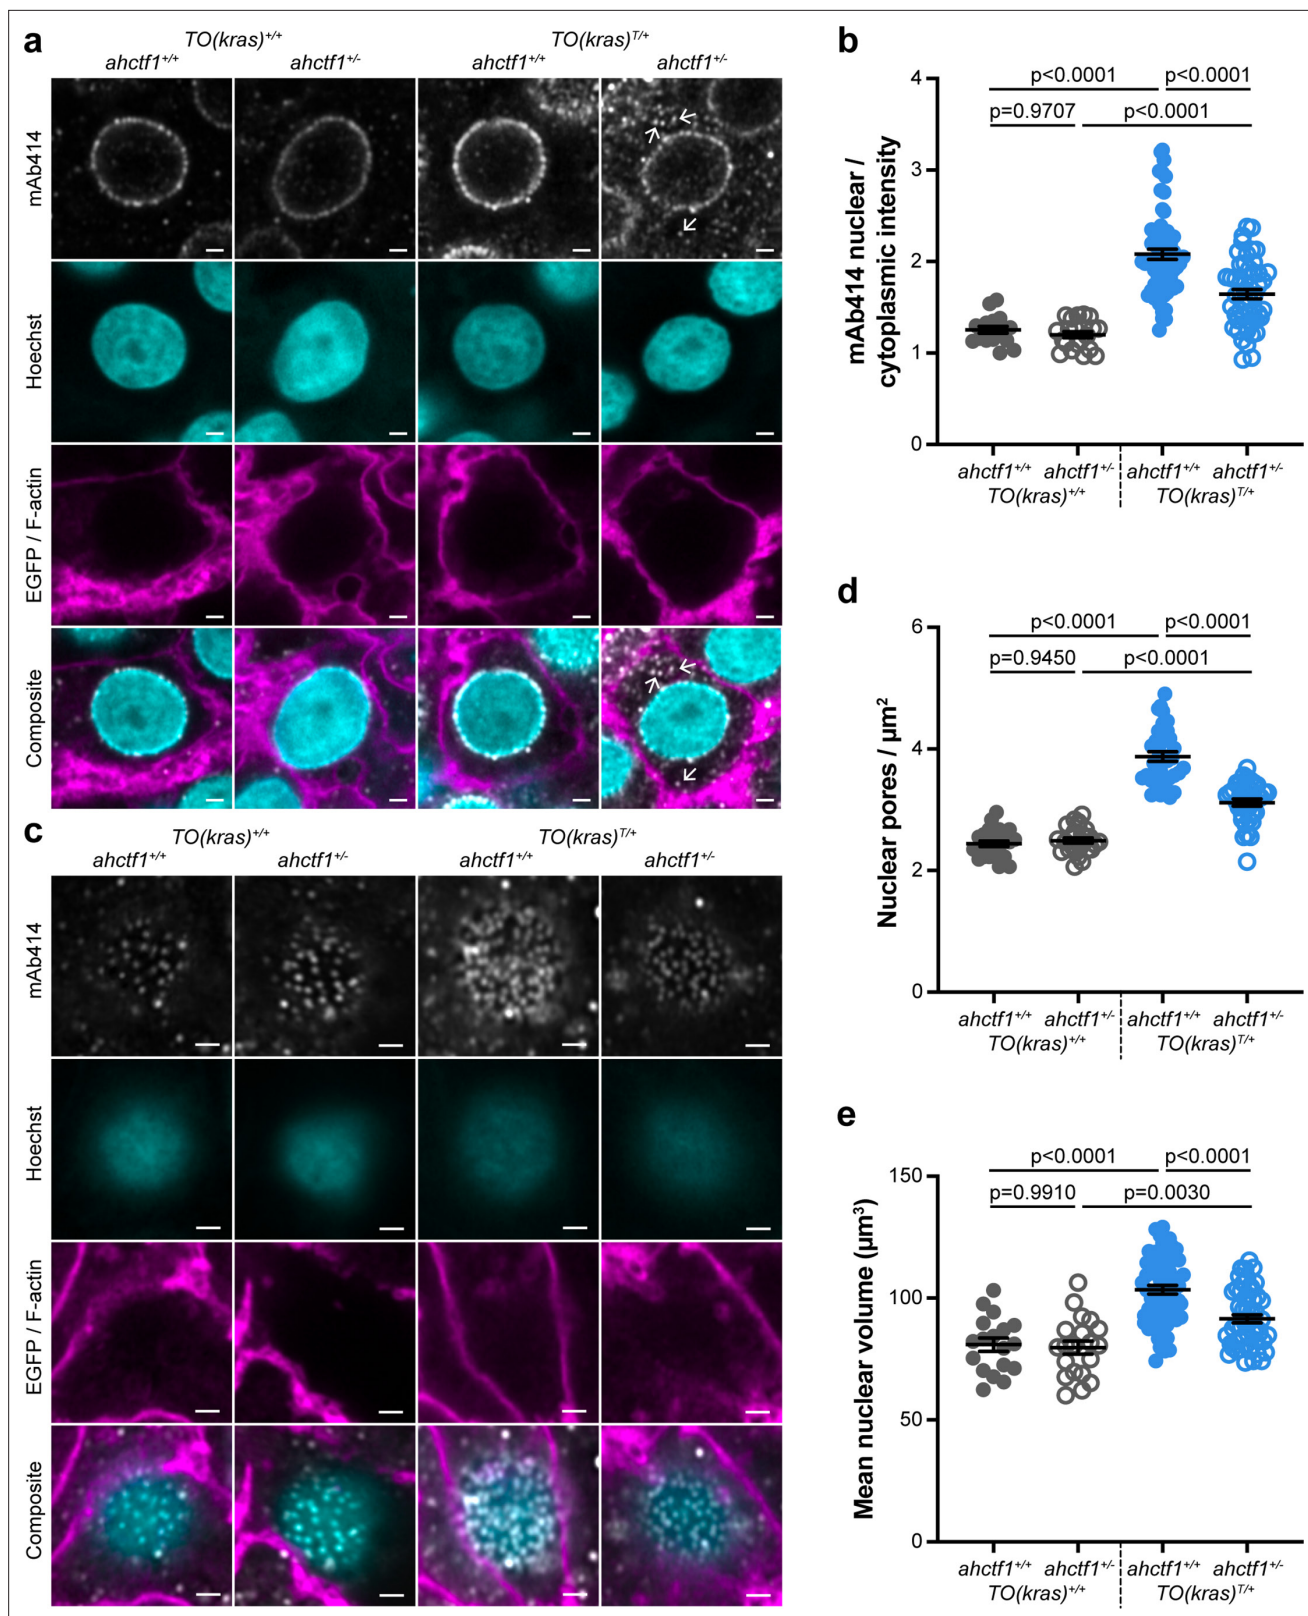 a
TO(kras)+/+ TO(kras)T/+
ahctf1+/+ ahctf1+/- ahctf1+/+ ahctf1+/-
mAb414
Hoechst
EGFP / F-actin
Composite
b
p<0.0001 p<0.0001
p=0.9707 p<0.0001
mAb414 nuclear /
cytoplasmic intensity
4
3
2
1
0
ahctf1+/+ ahctf1+/- ahctf1+/+ ahctf1+/-
TO(kras)+/+ TO(kras)T/+
c
TO(kras)+/+ TO(kras)T/+
ahctf1+/+ ahctf1+/- ahctf1+/+ ahctf1+/-
mAb414
Hoechst
EGFP / F-actin
Composite
d
p<0.0001 p<0.0001
p=0.9450 p<0.0001
Nuclear pores / µm²
6
4
2
0
ahctf1+/+ ahctf1+/- ahctf1+/+ ahctf1+/-
TO(kras)+/+ TO(kras)T/+
e
p<0.0001 p<0.0001
p=0.9910 p=0.0030
Mean nuclear volume (µm³)
150
100
50
0
ahctf1+/+ ahctf1+/- ahctf1+/+ ahctf1+/-
TO(kras)+/+ TO(kras)T/+